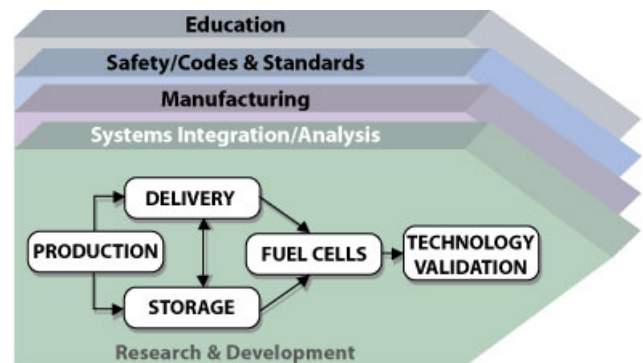 Education
Safety/Codes & Standards
Manufacturing
Systems Integration/Analysis
DELIVERY
PRODUCTION
FUEL CELLS
TECHNOLOGY
VALIDATION
STORAGE
Research & Development